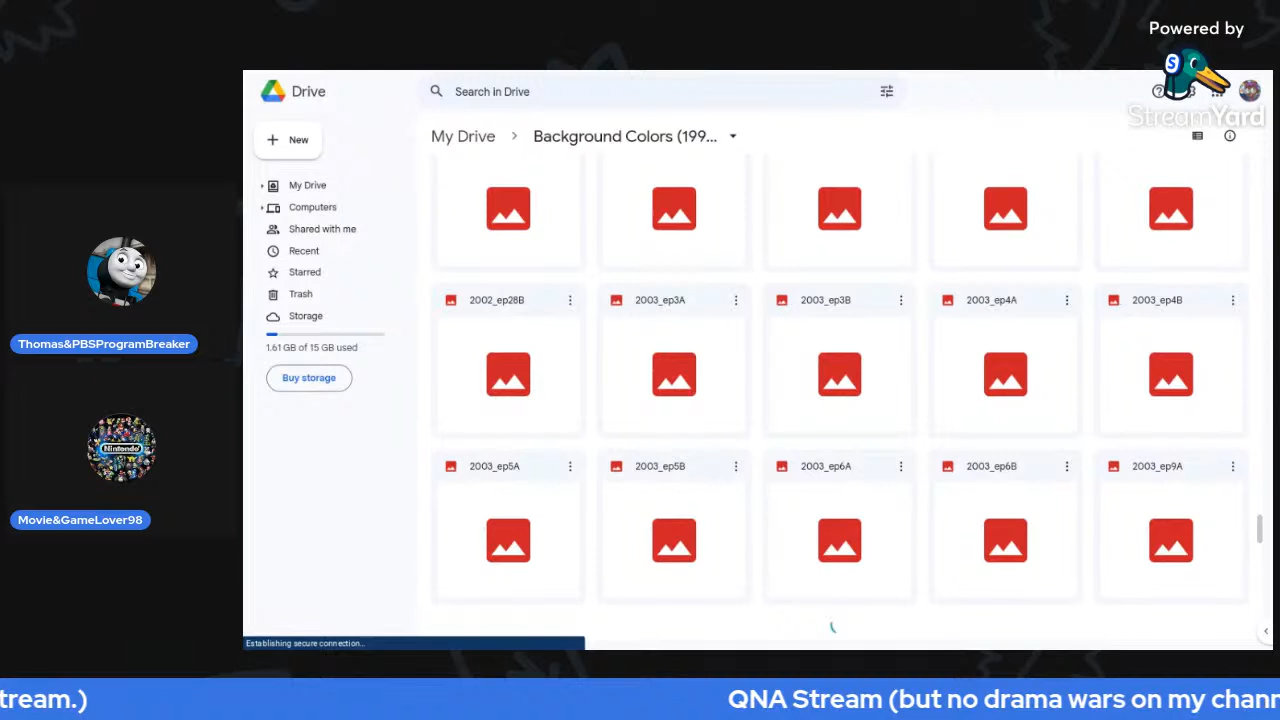 Powered by
StreamYard
Drive
Search in Drive
New
My Drive > Background Colors (199...
My Drive
Computers
Shared with me
Recent
Starred
Trash
Storage
1.61 GB of 15 GB used
Buy storage
2002_ep28B
2003_ep3A
2003_ep3B
2003_ep4A
2003_ep4B
2003_ep5A
2003_ep5B
2003_ep6A
2003_ep6B
2003_ep9A
Thomas&PBSProgramBreaker
Nintendo
Movie&GameLover98
Establishing secure connection...
tream.)
QNA Stream (but no drama wars on my chann